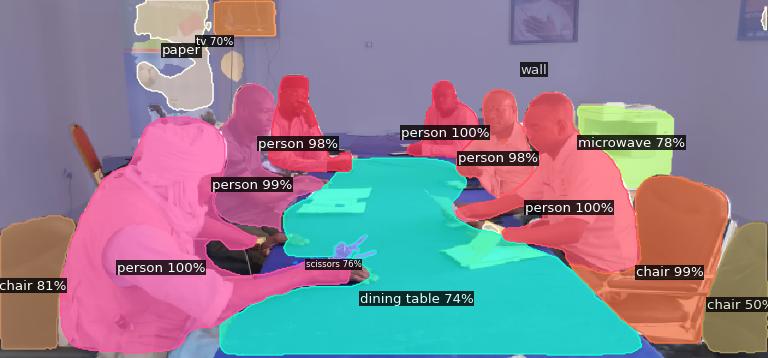 tv 70%
paper
wall
person 100%
microwave 78%
person 98%
person 98%
person 99%
person 100%
scissors 76%
person 100%
chair 99%
chair 81%
dining table 74%
chair 50%